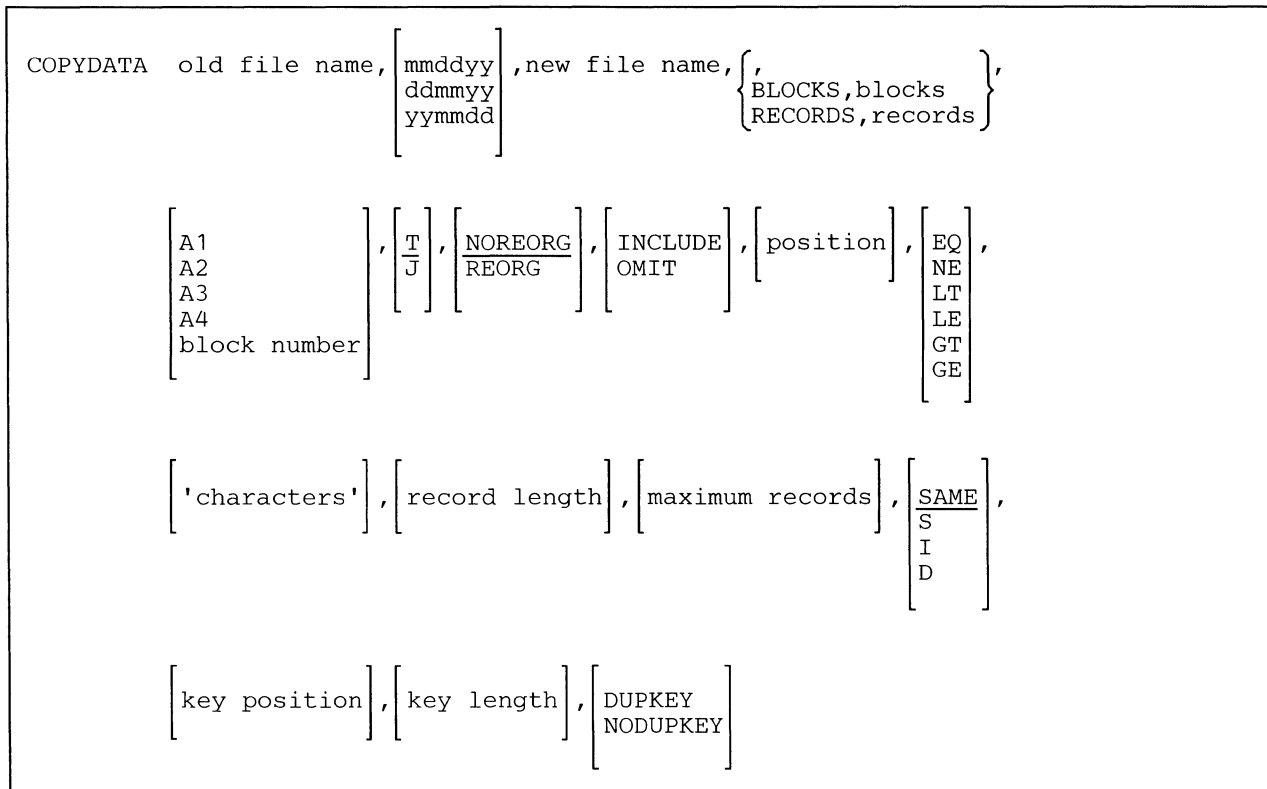 COPYDATA old file name, [mmddyy] ,new file name, {,
ddmmyy BLOCKS,blocks
yymmdd RECORDS,records},
A1 , T , NOREORG , INCLUDE , position , EQ ,
A2 J REORG OMIT NE
A3 LT
A4 LE
block number GT
GE
'characters' , record length , maximum records , SAME ,
S
I
D
key position , key length , DUPKEY
NODUPKEY